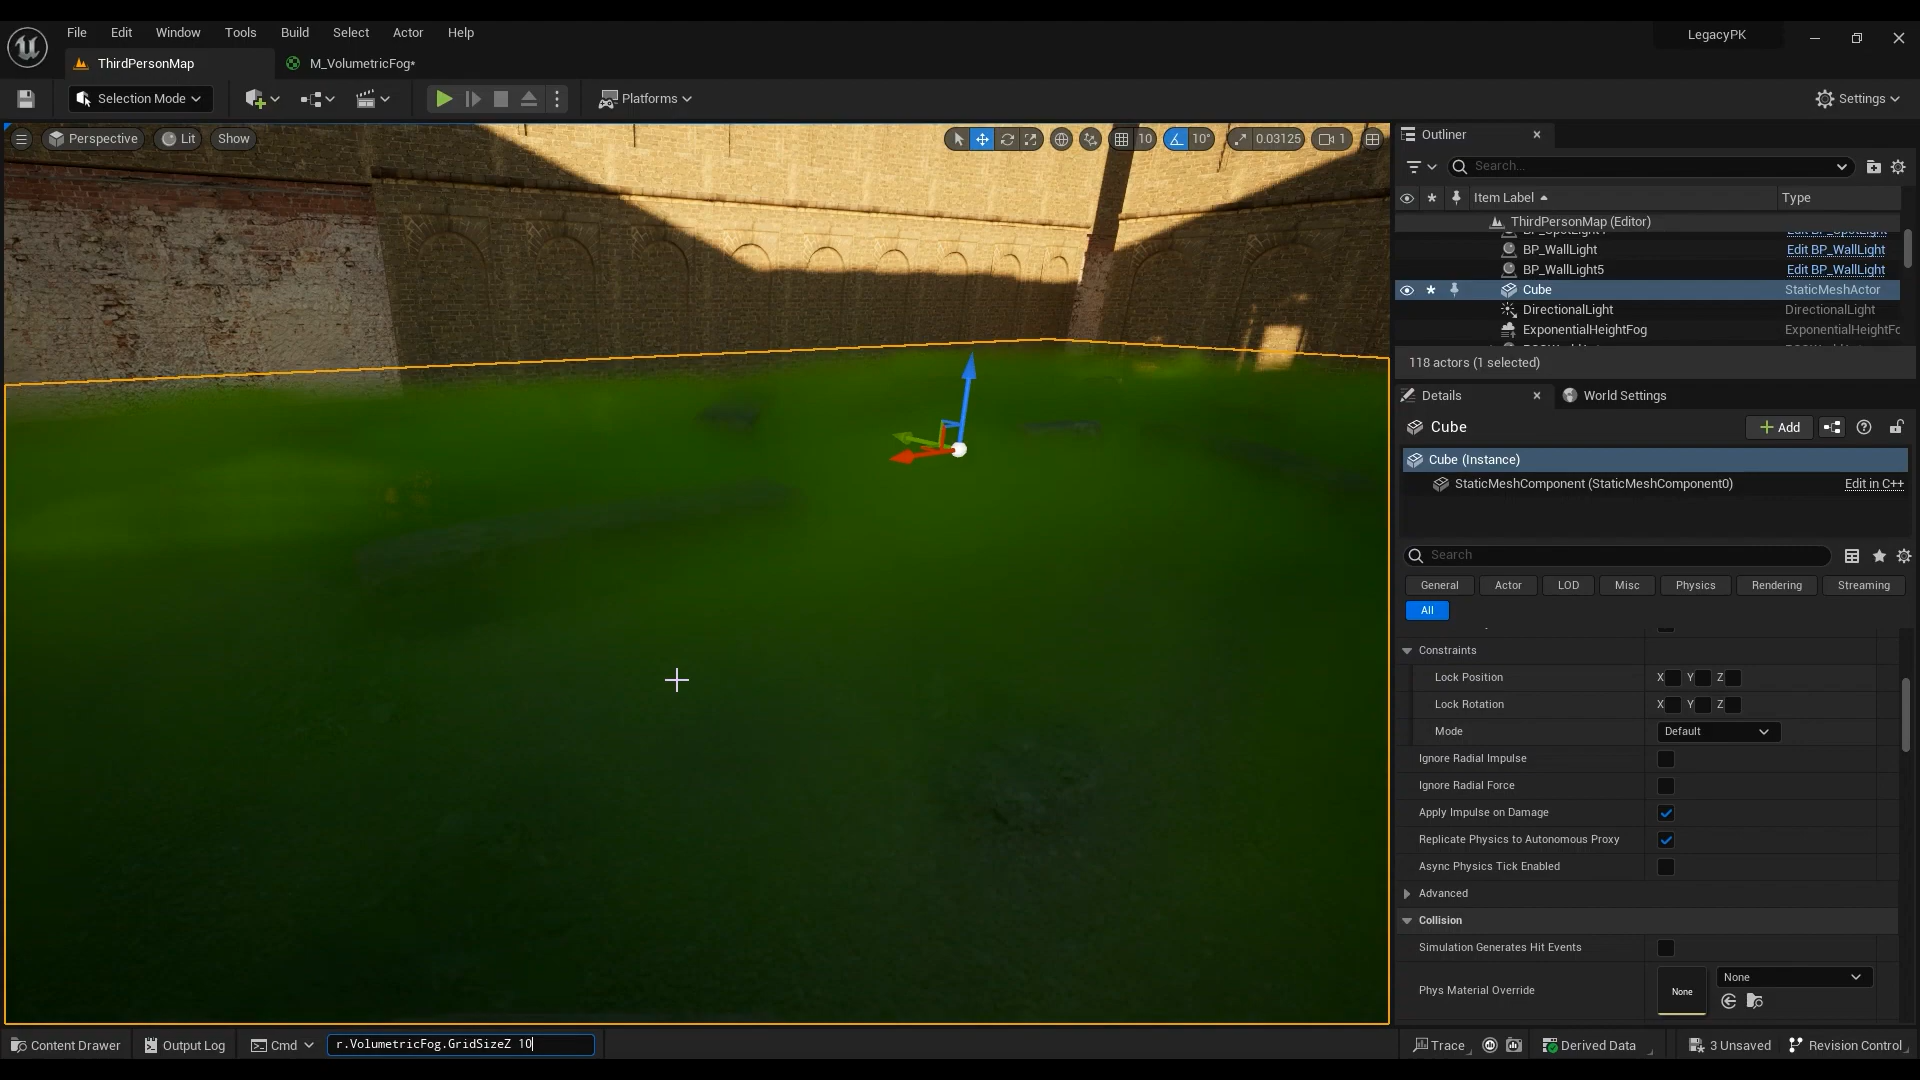 File Edit Window Tools Build Select Actor Help
LegacyPK
ThirdPersonMap
M_VolumetricFog*
Selection Mode
Platforms
Settings
Perspective Lit Show
10 10° 0.03125 1
Outliner
Search...
Item Label Type
ThirdPersonMap (Editor)
BP_WallLight Edit BP_WallLight
BP_WallLight5 Edit BP_WallLight
Cube StaticMeshActor
DirectionalLight DirectionalLight
ExponentialHeightFog ExponentialHeightFo
118 actors (1 selected)
Details World Settings
Cube
Add
Cube (Instance)
StaticMeshComponent (StaticMeshComponent0) Edit in C++
Search
General Actor LOD Misc Physics Rendering Streaming
All
Constraints
Lock Position X Y Z
Lock Rotation X Y Z
Mode Default
Ignore Radial Impulse
Ignore Radial Force
Apply Impulse on Damage
Replicate Physics to Autonomous Proxy
Async Physics Tick Enabled
Advanced
Collision
Simulation Generates Hit Events
Phys Material Override None None
Content Drawer Output Log Cmd r.VolumetricFog.GridSizeZ 10 Trace Derived Data 3 Unsaved Revision Control